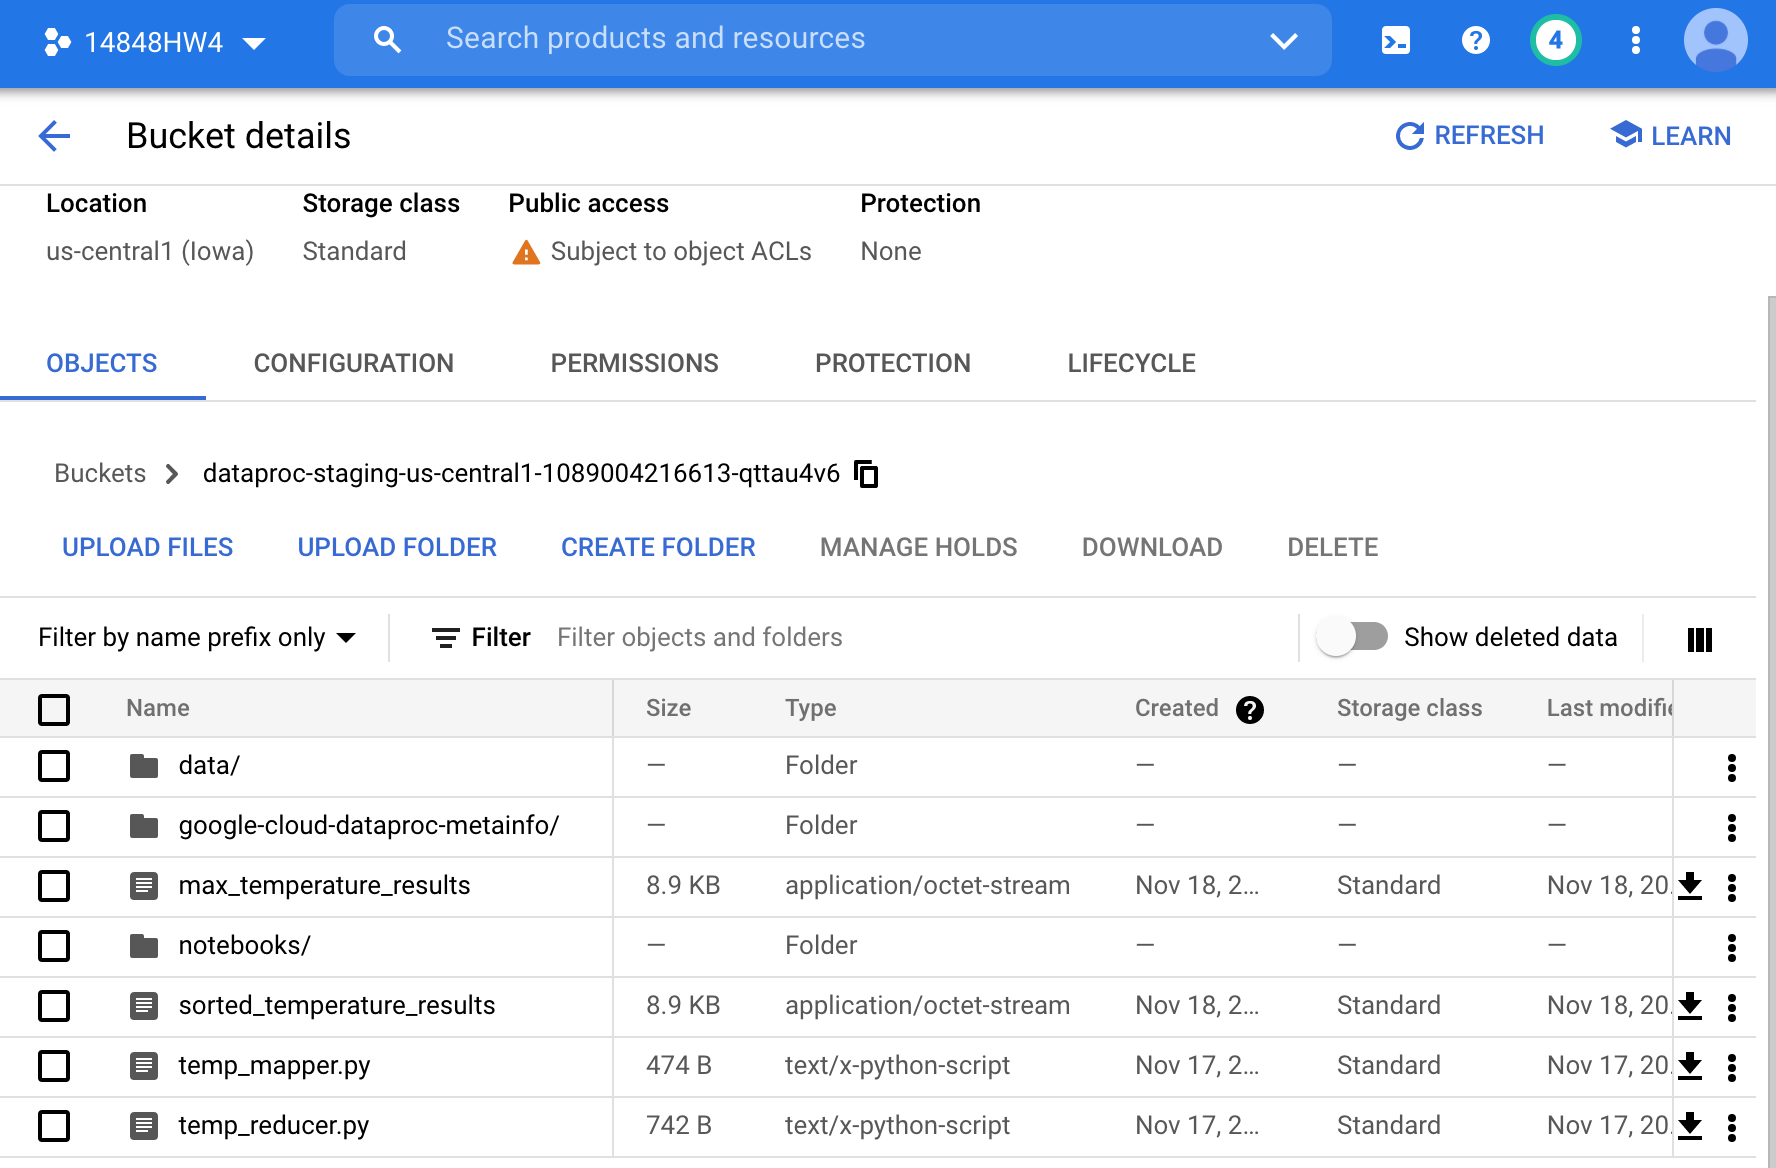 14848HW4 Search products and resources 4
Bucket details REFRESH LEARN
Location Storage class Public access Protection
us-central1 (Iowa) Standard Subject to object ACLs None
OBJECTS CONFIGURATION PERMISSIONS PROTECTION LIFECYCLE
Buckets dataproc-staging-us-central1-1089004216613-qttau4v6
UPLOAD FILES UPLOAD FOLDER CREATE FOLDER MANAGE HOLDS DOWNLOAD DELETE
Filter by name prefix only Filter Filter objects and folders Show deleted data
Name Size Type Created Storage class Last modifie
data/ — Folder — — —
google-cloud-dataproc-metainfo/ — Folder — — —
max_temperature_results 8.9 KB application/octet-stream Nov 18, 2... Standard Nov 18, 20.
notebooks/ — Folder — — —
sorted_temperature_results 8.9 KB application/octet-stream Nov 18, 2... Standard Nov 18, 20.
temp_mapper.py 474 B text/x-python-script Nov 17, 2... Standard Nov 17, 20.
temp_reducer.py 742 B text/x-python-script Nov 17, 2... Standard Nov 17, 20.